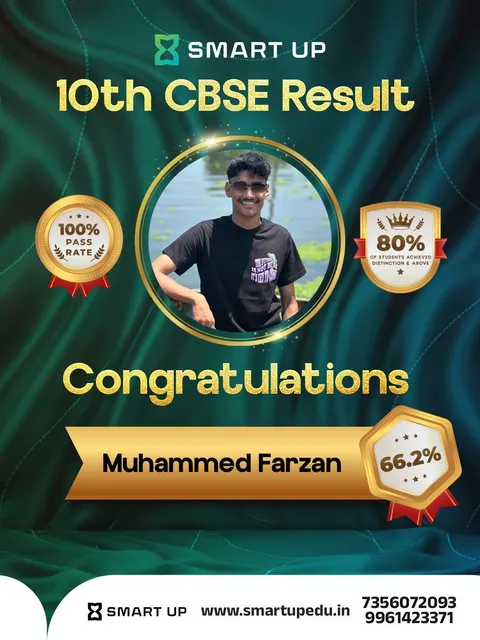 SMART UP
10th CBSE Result
100%
PASS
RATE
80%
OF STUDENTS ACHIEVED
DISTINCTION & ABOVE
Congratulations
Muhammed Farzan
66.2%
SMART UP
www.smartupedu.in
7356072093
9961423371